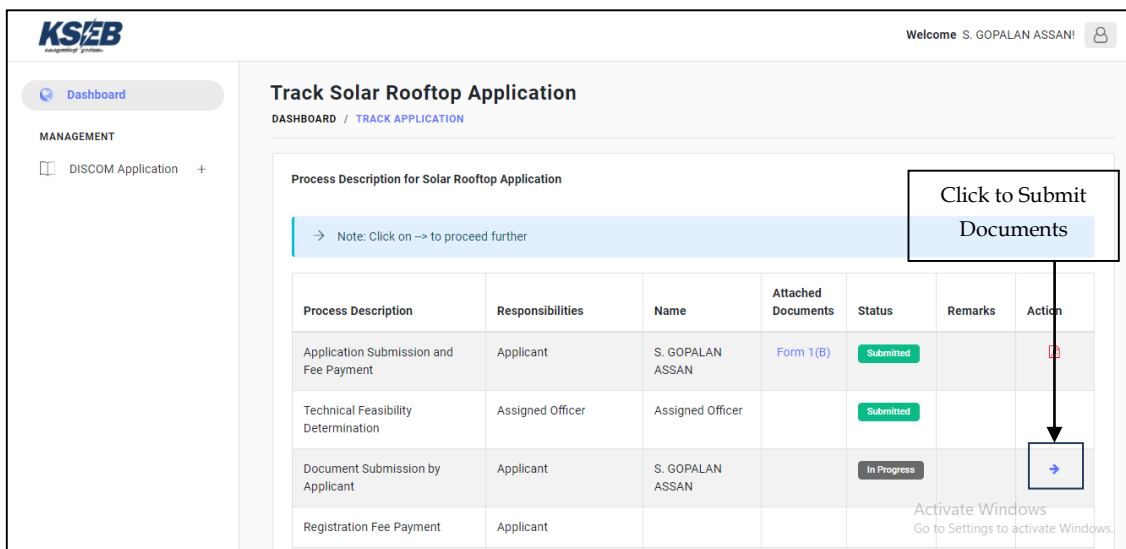 KSEB
Welcome S. GOPALAN ASSAN!
Dashboard
MANAGEMENT
DISCOM Application +
Track Solar Rooftop Application
DASHBOARD / TRACK APPLICATION
Process Description for Solar Rooftop Application
Click to Submit
Documents
→ Note: Click on --> to proceed further
Process Description Responsibilities Name Attached Documents Status Remarks Action
Application Submission and Applicant S. GOPALAN Form 1(B) Submitted
Fee Payment ASSAN
Technical Feasibility Assigned Officer Assigned Officer Submitted
Determination
Document Submission by Applicant S. GOPALAN In Progress →
Applicant ASSAN
Registration Fee Payment Applicant
Activate Windows
Go to Settings to activate Windows.